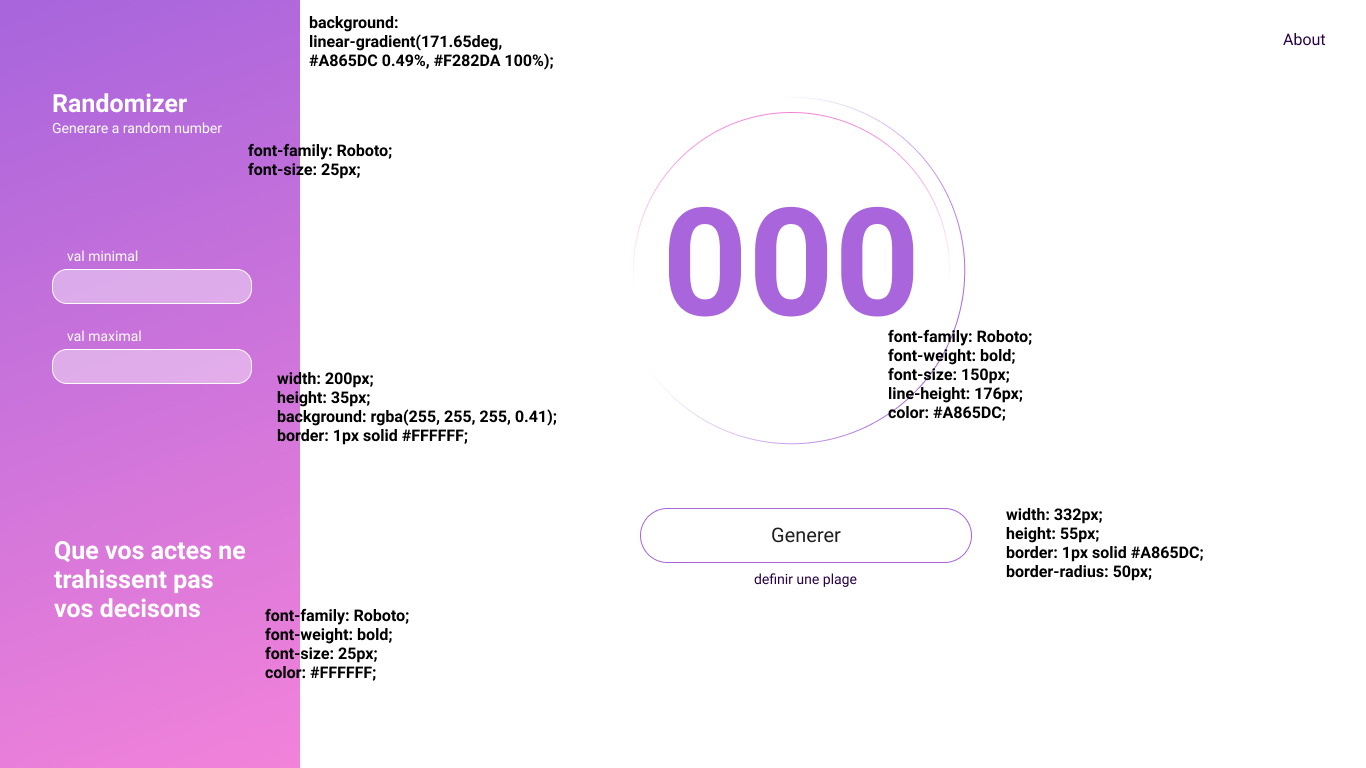 background:
linear-gradient(171.65deg,
#A865DC 0.49%, #F282DA 100%);
About
Randomizer
Generare a random number
font-family: Roboto;
font-size: 25px;
000
val minimal
val maximal
font-family: Roboto;
font-weight: bold;
font-size: 150px;
line-height: 176px;
color: #A865DC;
width: 200px;
height: 35px;
background: rgba(255, 255, 255, 0.41);
border: 1px solid #FFFFFF;
Generer
definir une plage
width: 332px;
height: 55px;
border: 1px solid #A865DC;
border-radius: 50px;
Que vos actes ne
trahissent pas
vos decisons
font-family: Roboto;
font-weight: bold;
font-size: 25px;
color: #FFFFFF;